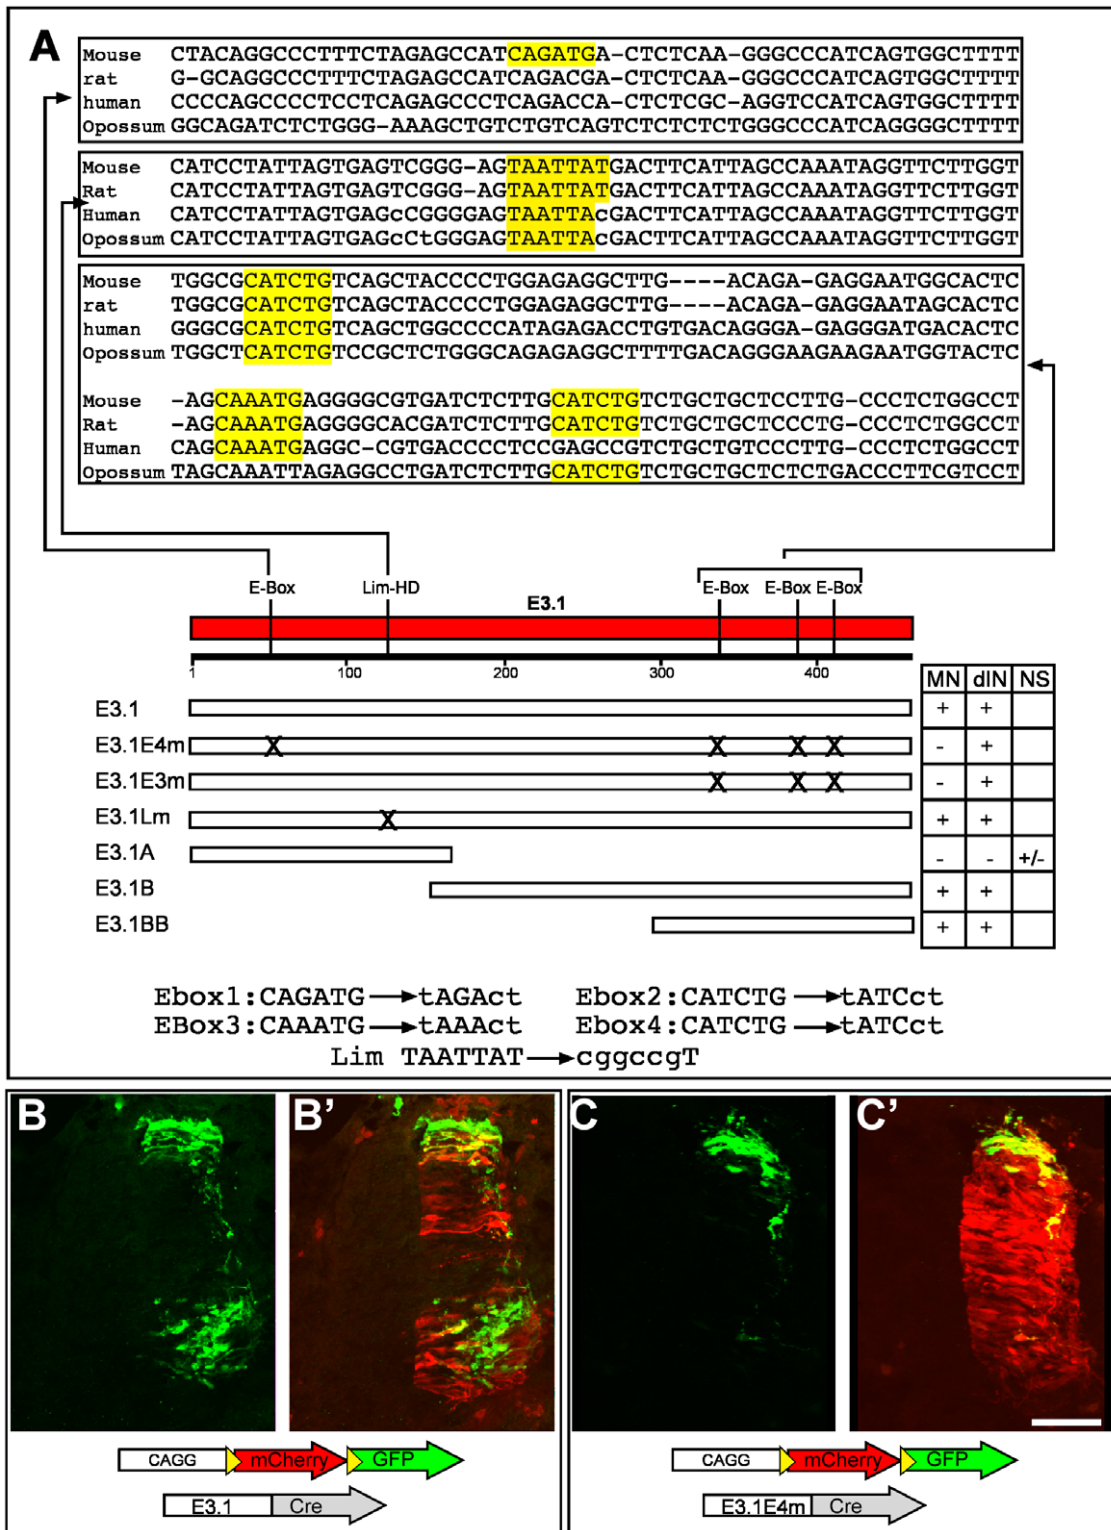 A
Mouse CTACAGGCCCTTTCTAGAGCCATCAGATGA-CTCTCAA-GGGCCCATCAGTGGCTTTT
rat G-GCAGGCCCTTTCTAGAGCCATCAGACGA-CTCTCAA-GGGCCCATCAGTGGCTTTT
human CCCCAGCCCCTCCTCAGAGCCCTCAGACCA-CTCTCGC-AGGTCCATCAGTGGCTTTT
Opossum GGCAGATCTCTGGG-AAAGCTGTCTGTCAGTCTCTCTCTGGGCCCATCAGGGGCTTTT
Mouse CATCCTATTAGTGAGTCGGG-AGTAATTATGACTTCATTAGCCAAATAGGTTCTTGGT
Rat CATCCTATTAGTGAGTCGGG-AGTAATTATGACTTCATTAGCCAAATAGGTTCTTGGT
Human CATCCTATTAGTGAGcCGGGGAGTAATTAcGACTTCATTAGCCAAATAGGTTCTTGGT
Opossum CATCCTATTAGTGAGcCtGGGAGTAATTAcGACTTCATTAGCCAAATAGGTTCTTGGT
Mouse TGGCGCATCTGTCAGCTACCCCTGGAGAGGCTTG----ACAGA-GAGGAATGGCACTC
rat TGGCGCATCTGTCAGCTACCCCTGGAGAGGCTTG----ACAGA-GAGGAATAGCACTC
human GGGCGCATCTGTCAGCTGGCCCCATAGAGACCTGTGACAGGGA-GAGGGATGACACTC
Opossum TGGCTCATCTGTCCGCTCTGGGCAGAGAGGCTTTTGACAGGGAAGAAGAATGGTACTC
Mouse -AGCAAATGAGGGGCGTGATCTCTTGCATCTGTCTGCTGCTCCTTG-CCCTCTGGCCT
Rat -AGCAAATGAGGGGCACGATCTCTTGCATCTGTCTGCTGCTCCCTG-CCCTCTGGCCT
Human CAGCAAATGAGGC-CGTGACCCCTCCGAGCCGTCTGCTGTCCCTTG-CCCTCTGGCCT
Opossum TAGCAAATTAGAGGCCTGATCTCTTGCATCTGTCTGCTGCTCTCTGACCCTTCGTCCT
E-Box Lim-HD E-Box E-Box E-Box
E3.1
1 100 200 300 400
MN dIN NS
E3.1 + +
E3.1E4m X X X X - +
E3.1E3m X X X - +
E3.1Lm X + +
E3.1A - - +/-
E3.1B + +
E3.1BB + +
Ebox1:CAGATG→tAGAct Ebox2:CATCTG→tATCct
EBox3:CAAATG→tAAAct Ebox4:CATCTG→tATCct
Lim TAATTAT→cggccgT
B B' C C'
CAGG mCherry GFP CAGG mCherry GFP
E3.1 Cre E3.1E4m Cre